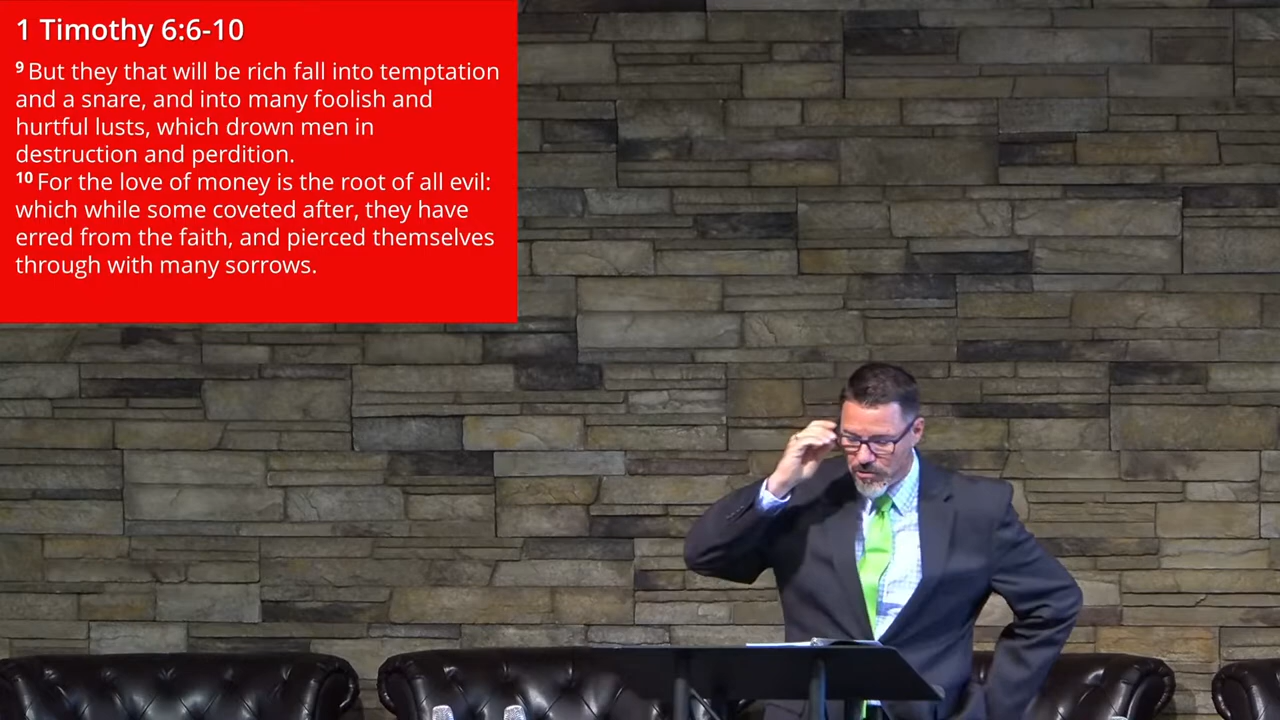 1 Timothy 6:6-10
9 But they that will be rich fall into temptation
and a snare, and into many foolish and
hurtful lusts, which drown men in
destruction and perdition.
10 For the love of money is the root of all evil:
which while some coveted after, they have
erred from the faith, and pierced themselves
through with many sorrows.